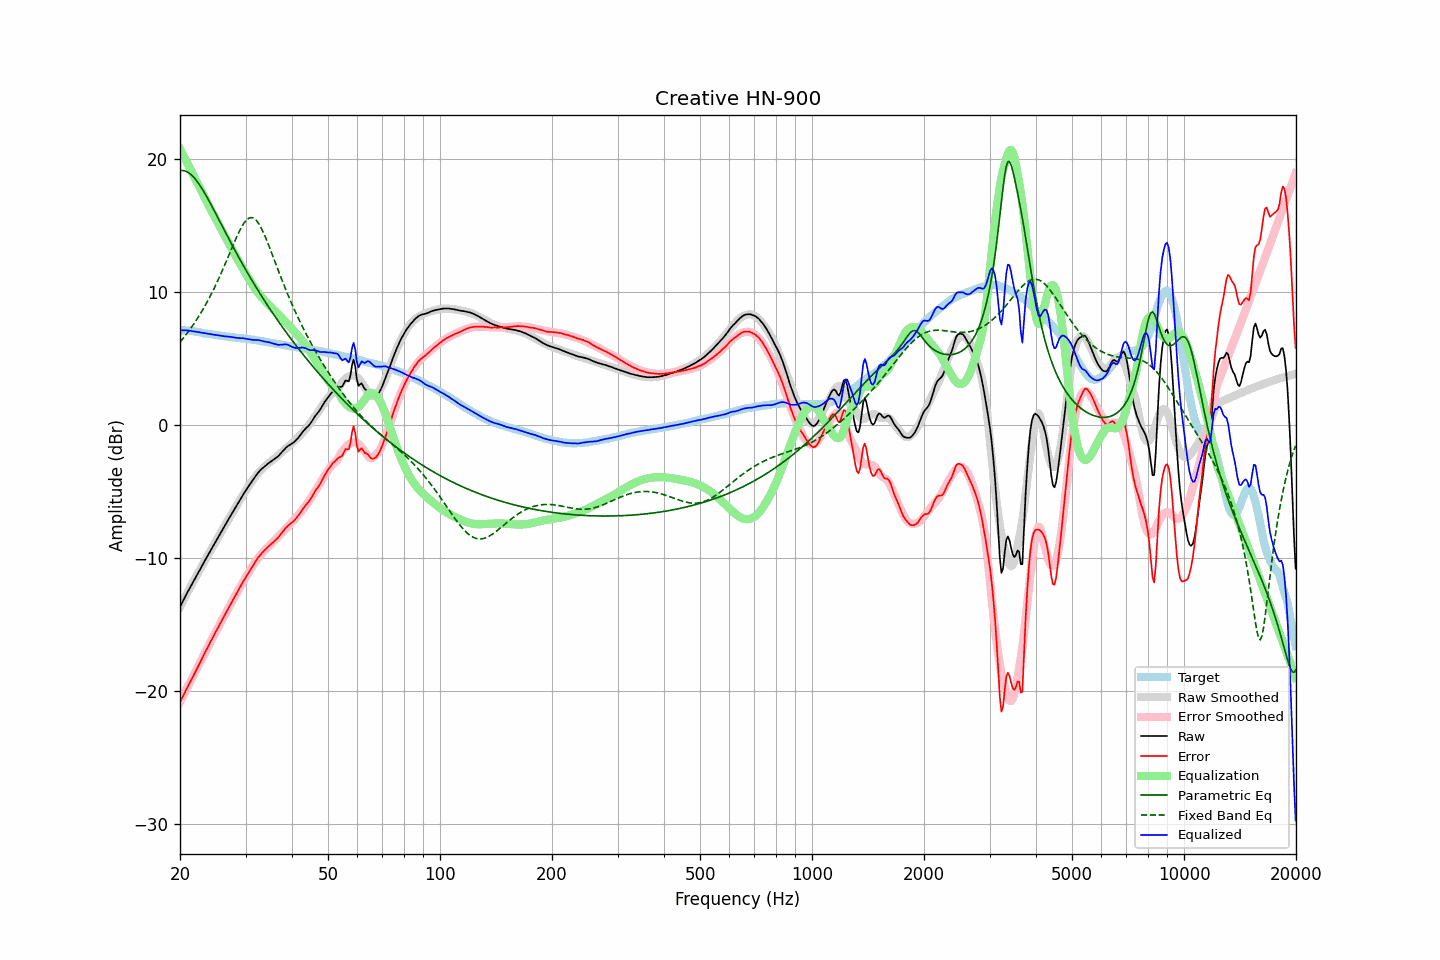 Creative HN-900
Amplitude (dBr)
20
10
0
−10
−20
−30
20
50
100
200
500
1000
2000
5000
10000
20000
Frequency (Hz)
Target
Raw Smoothed
Error Smoothed
Raw
Error
Equalization
Parametric Eq
Fixed Band Eq
Equalized